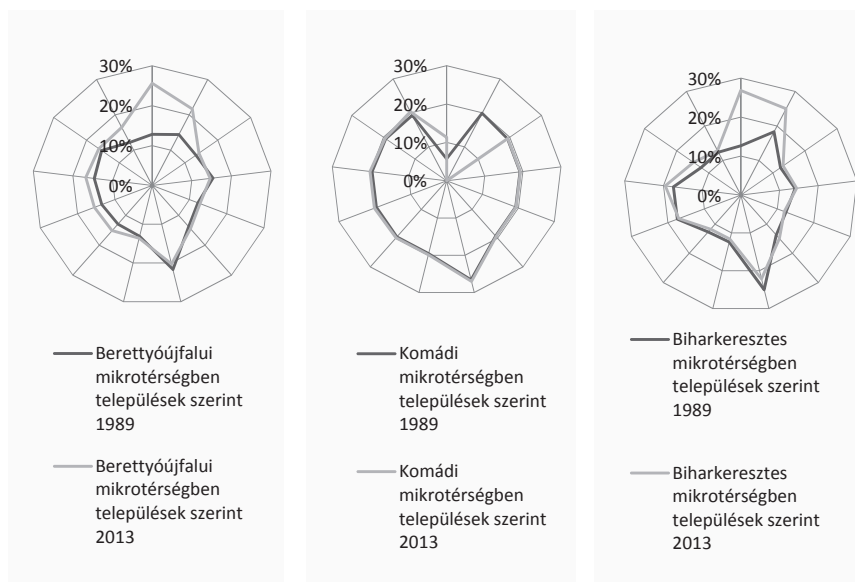 30%
20%
10%
0%
Berettyóújfalui
mikrotérségben
települések szerint
1989
Berettyóújfalui
mikrotérségben
települések szerint
2013
30%
20%
10%
0%
Komádi
mikrotérségben
települések szerint
1989
Komádi
mikrotérségben
települések szerint
2013
30%
20%
10%
0%
Biharkeresztes
mikrotérségben
települések szerint
1989
Biharkeresztes
mikrotérségben
települések szerint
2013